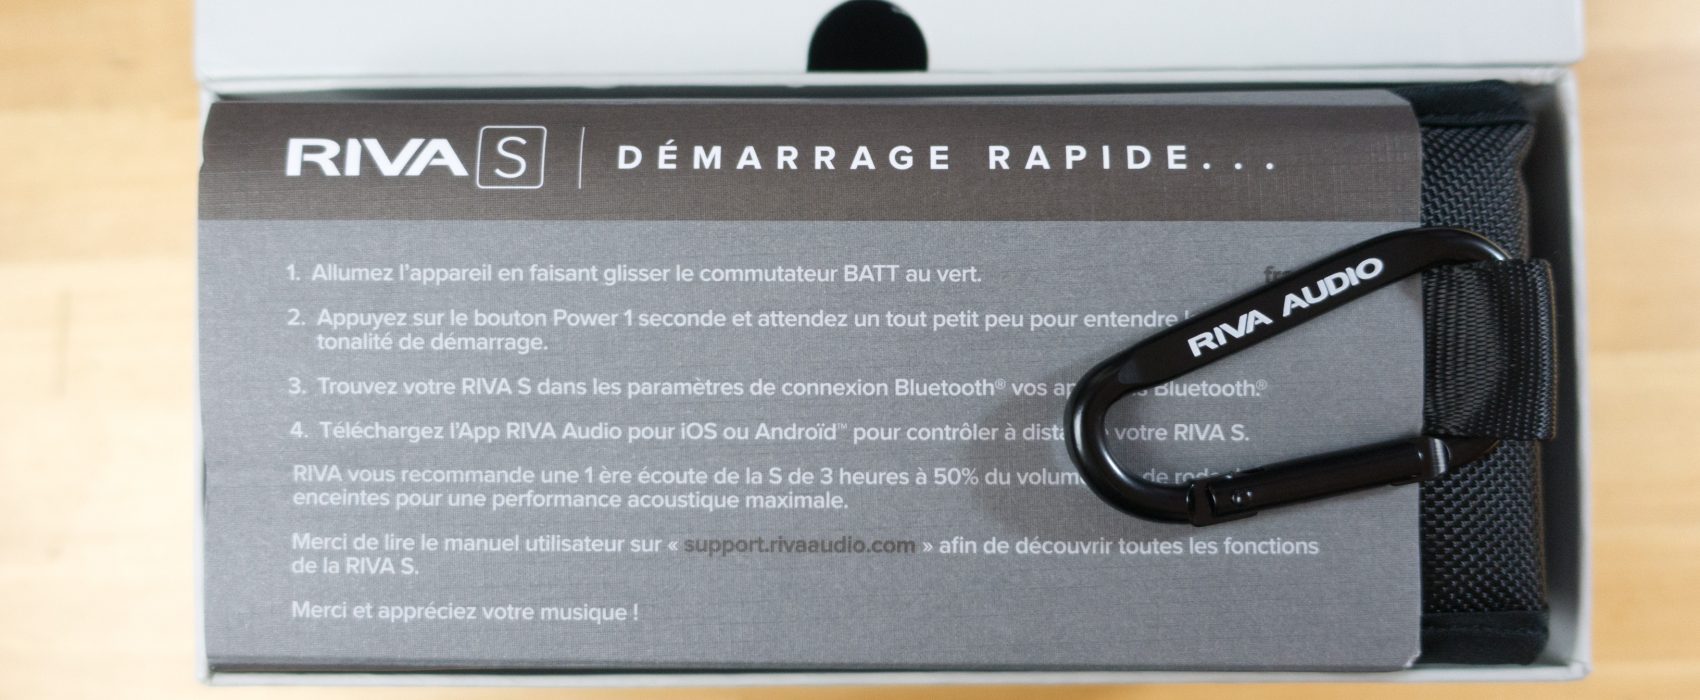 RIVA S | DÉMARRAGE RAPIDE...
1. Allumez l'appareil en faisant glisser le commutateur BATT au vert.
2. Appuyez sur le bouton Power 1 seconde et attendez un tout petit peu pour entendre
tonalité de démarrage.
3. Trouvez votre RIVA S dans les paramètres de connexion Bluetooth® vos Bluetooth®.
4. Téléchargez l'App RIVA Audio pour iOS ou Androïd™ pour contrôler à votre RIVA S.
RIVA vous recommande une 1 ère écoute de la S de 3 heures à 50% du de
enceintes pour une performance acoustique maximale.
Merci de lire le manuel utilisateur sur « support.rivaaudio.com » afin de découvrir toutes les fonctions
de la RIVA S.
Merci et appréciez votre musique !
RIVA AUDIO